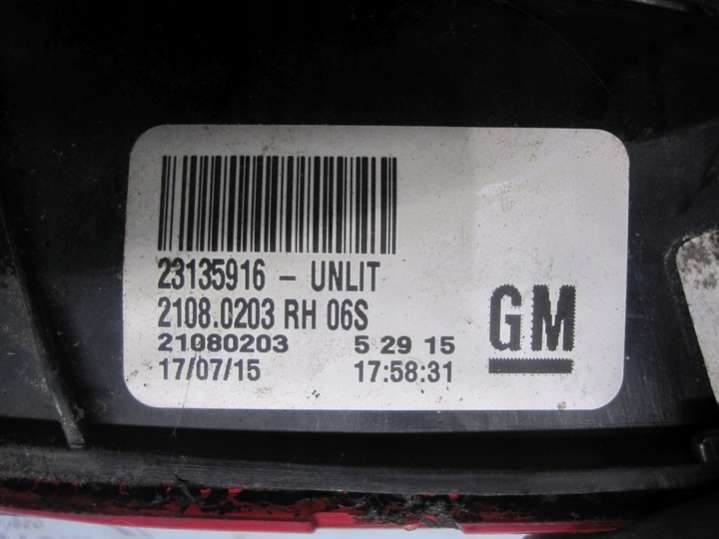 23135916 - UNLIT
2108.0203 RH 06S
21080203 5 29 15
17/07/15 17:58:31
GM